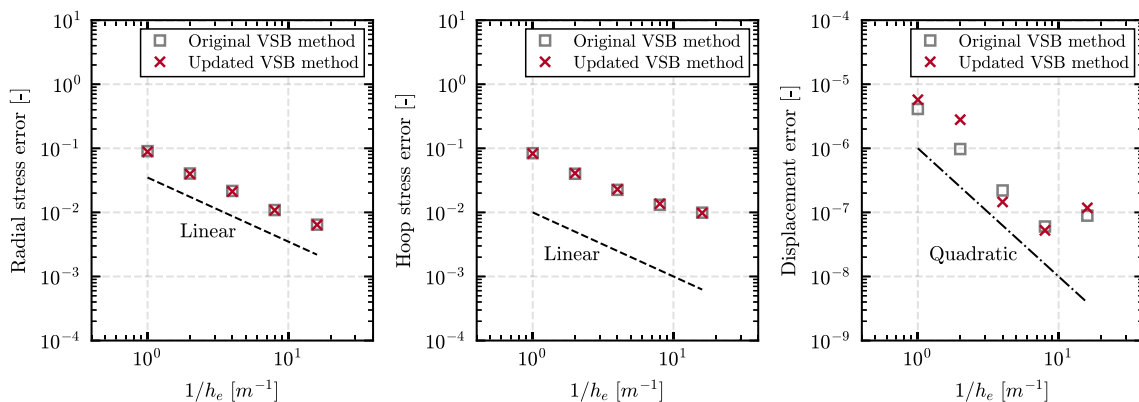 Radial stress error [-]
10^1
10^0
10^{-1}
10^{-2}
10^{-3}
10^{-4}
Original VSB method
Updated VSB method
Linear
10^0
10^1
1/h_e [m^{-1}]
Hoop stress error [-]
10^1
10^0
10^{-1}
10^{-2}
10^{-3}
10^{-4}
Original VSB method
Updated VSB method
Linear
10^0
10^1
1/h_e [m^{-1}]
Displacement error [-]
10^{-4}
10^{-5}
10^{-6}
10^{-7}
10^{-8}
10^{-9}
Original VSB method
Updated VSB method
Quadratic
10^0
10^1
1/h_e [m^{-1}]